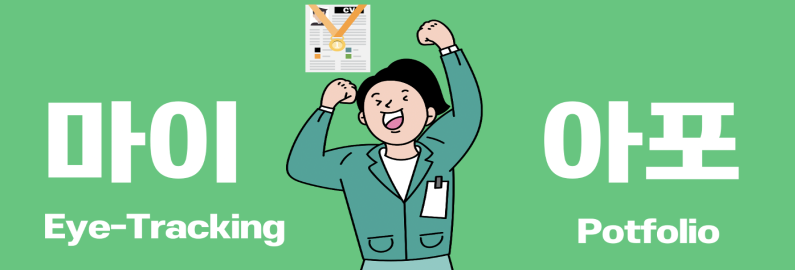 CV
마이
아포
Eye-Tracking
Potfolio